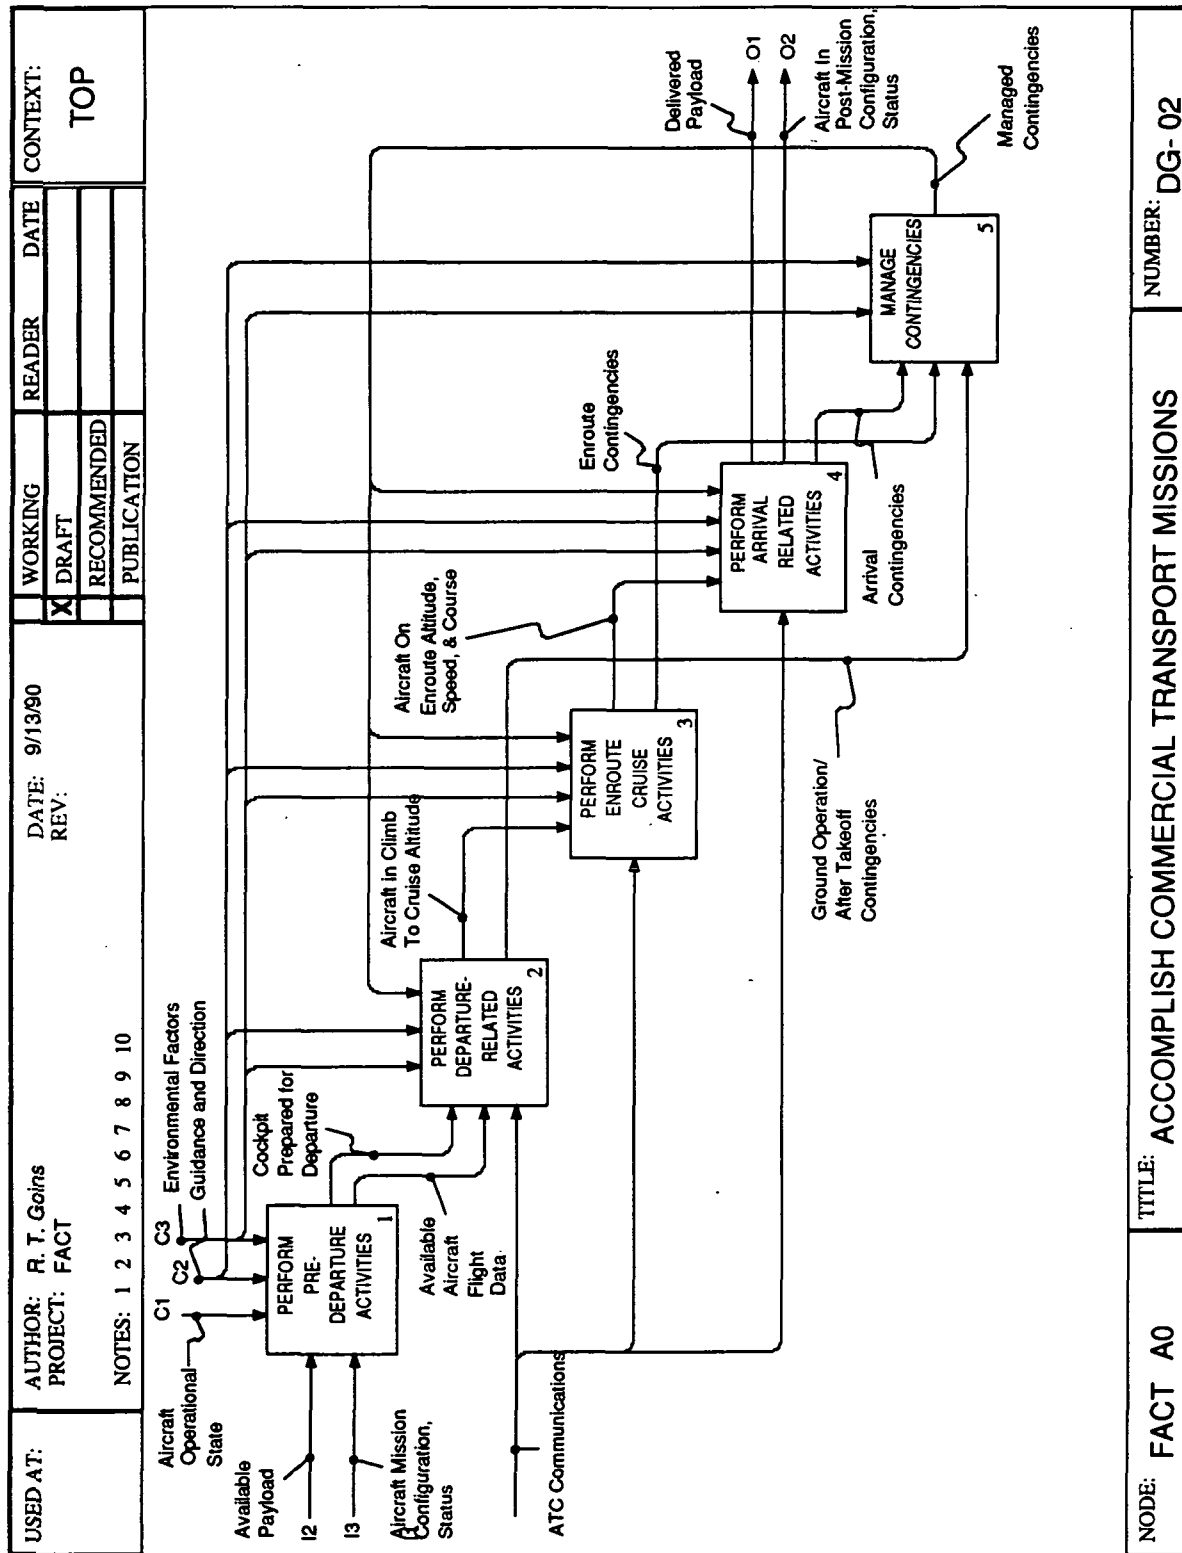 USED AT:
AUTHOR: R. T. Goins
PROJECT: FACT
DATE: 9/13/90
REV:
NOTES: 1 2 3 4 5 6 7 8 9 10
WORKING
X DRAFT
RECOMMENDED
PUBLICATION
READER
DATE
CONTEXT:
TOP
C1
C2
C3
Environmental Factors
Guidance and Direction
Aircraft
Operational
State
Available
Payload
I2
I3
Aircraft Mission
Configuration,
Status
ATC Communications
PERFORM
PRE-
DEPARTURE
ACTIVITIES
1
Cockpit
Prepared for
Departure
Available
Aircraft
Flight
Data
PERFORM
DEPARTURE-
RELATED
ACTIVITIES
2
Aircraft in Climb
To Cruise Altitude
Ground Operation/
After Takeoff
Contingencies
PERFORM
ENROUTE
CRUISE
ACTIVITIES
3
Aircraft On
Enroute Altitude,
Speed, & Course
Enroute
Contingencies
PERFORM
ARRIVAL
RELATED
ACTIVITIES
4
Arrival
Contingencies
Delivered
Payload
O1
O2
Aircraft In
Post-Mission
Configuration,
Status
MANAGE
CONTINGENCIES
5
Managed
Contingencies
NODE: FACT A0
TITLE: ACCOMPLISH COMMERCIAL TRANSPORT MISSIONS
NUMBER: DG- 02